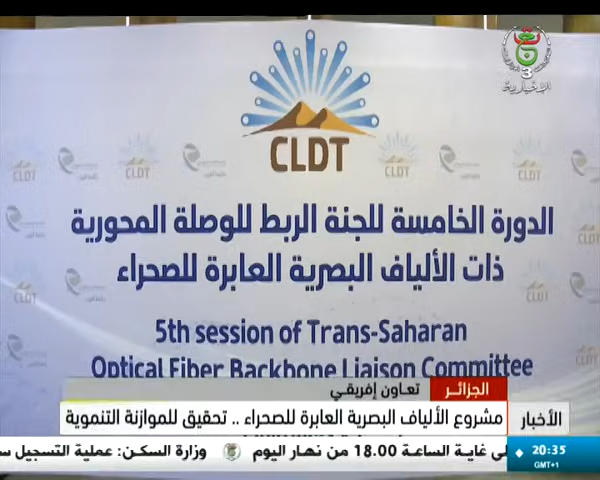 3
الإخبارية
CLDT
الدورة الخامسة للجنة الربط للوصلة المحورية
ذات الألياف البصرية العابرة للصحراء
5th session of Trans-Saharan
Optical Fiber Backbone Liaison Committee
الجزائر تعاون إفريقي
الأخبار مشروع الألياف البصرية العابرة للصحراء .. تحقيق للموازنة التنموية
20:35 غاية الساعة 18.00 من نهار اليوم وزارة السكن: عملية التسجيل
GMT+1